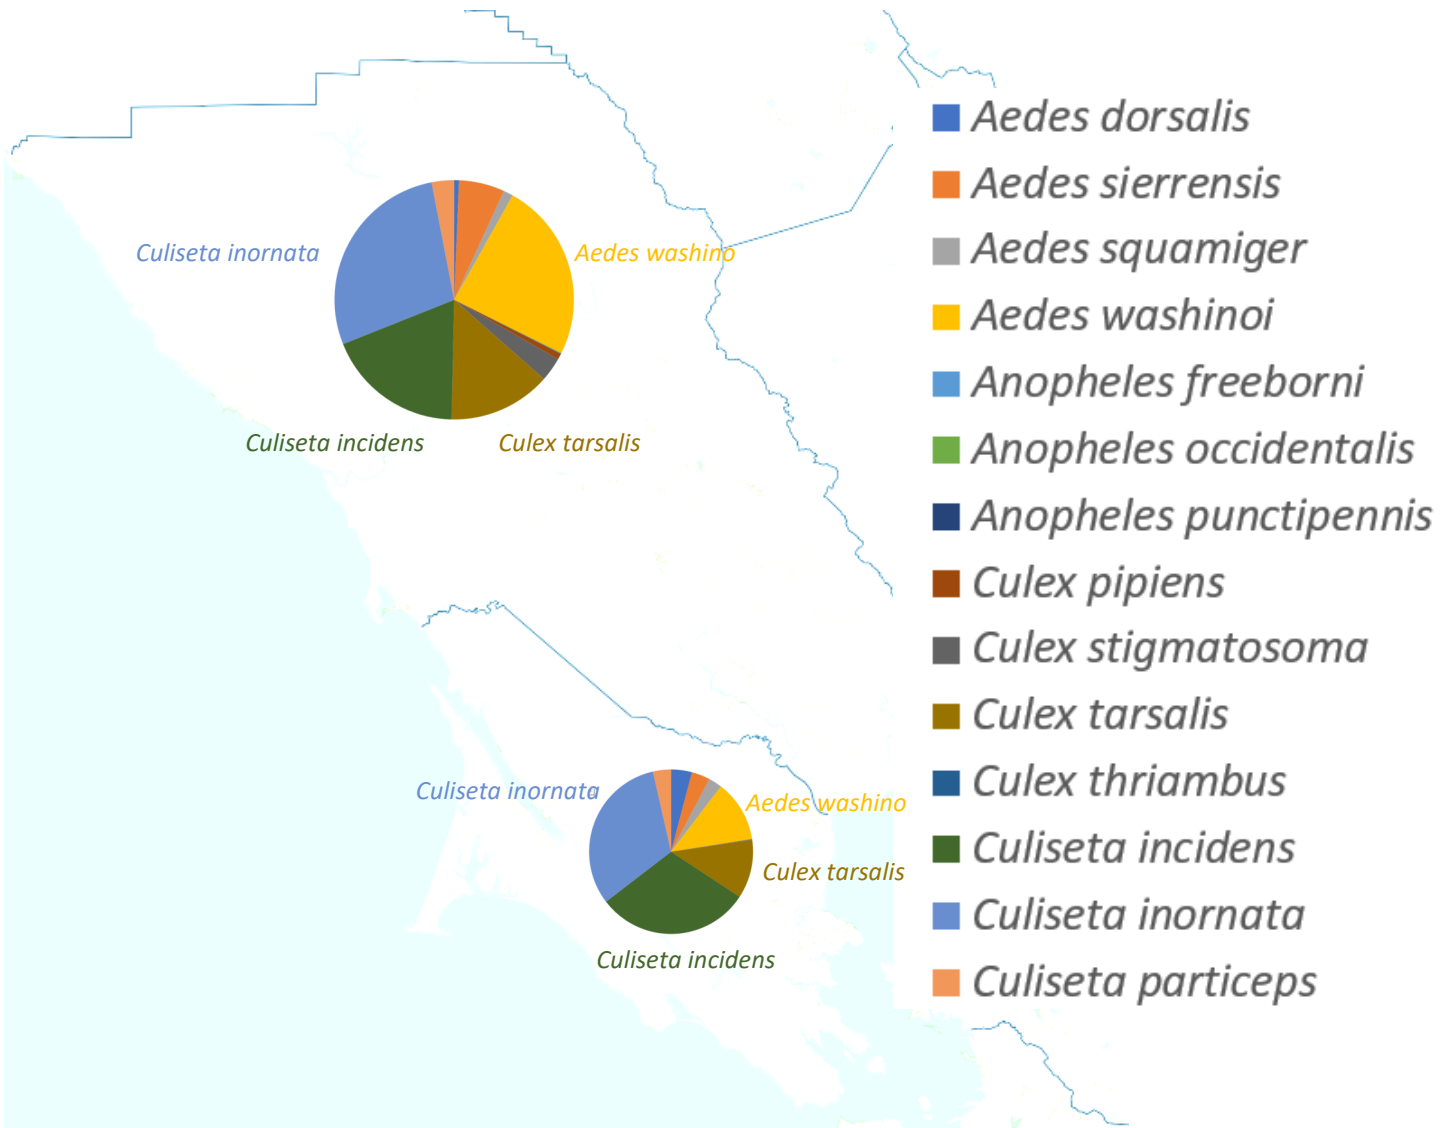 Aedes dorsalis
Aedes sierrensis
Aedes squamiger
Aedes washinoi
Anopheles freeborni
Anopheles occidentalis
Anopheles punctipennis
Culex pipiens
Culex stigmatosoma
Culex tarsalis
Culex thriambus
Culiseta incidens
Culiseta inornata
Culiseta particeps
Culiseta inornata
Aedes washino
Culiseta incidens
Culex tarsalis
Culiseta inornata
Aedes washino
Culex tarsalis
Culiseta incidens